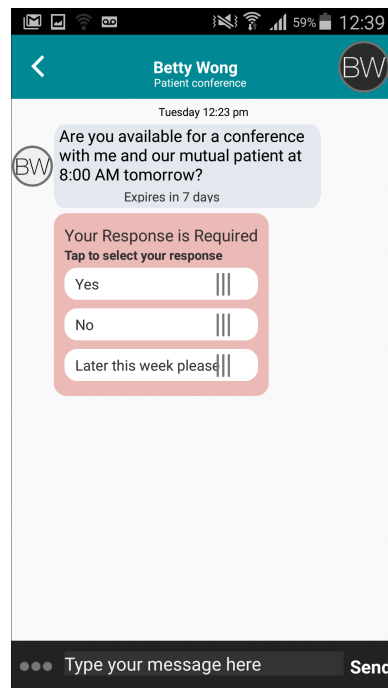 59% 12:39
Betty Wong
Patient conference
BW
Tuesday 12:23 pm
BW
Are you available for a conference
with me and our mutual patient at
8:00 AM tomorrow?
Expires in 7 days
Your Response is Required
Tap to select your response
Yes
No
Later this week please
Type your message here
Send